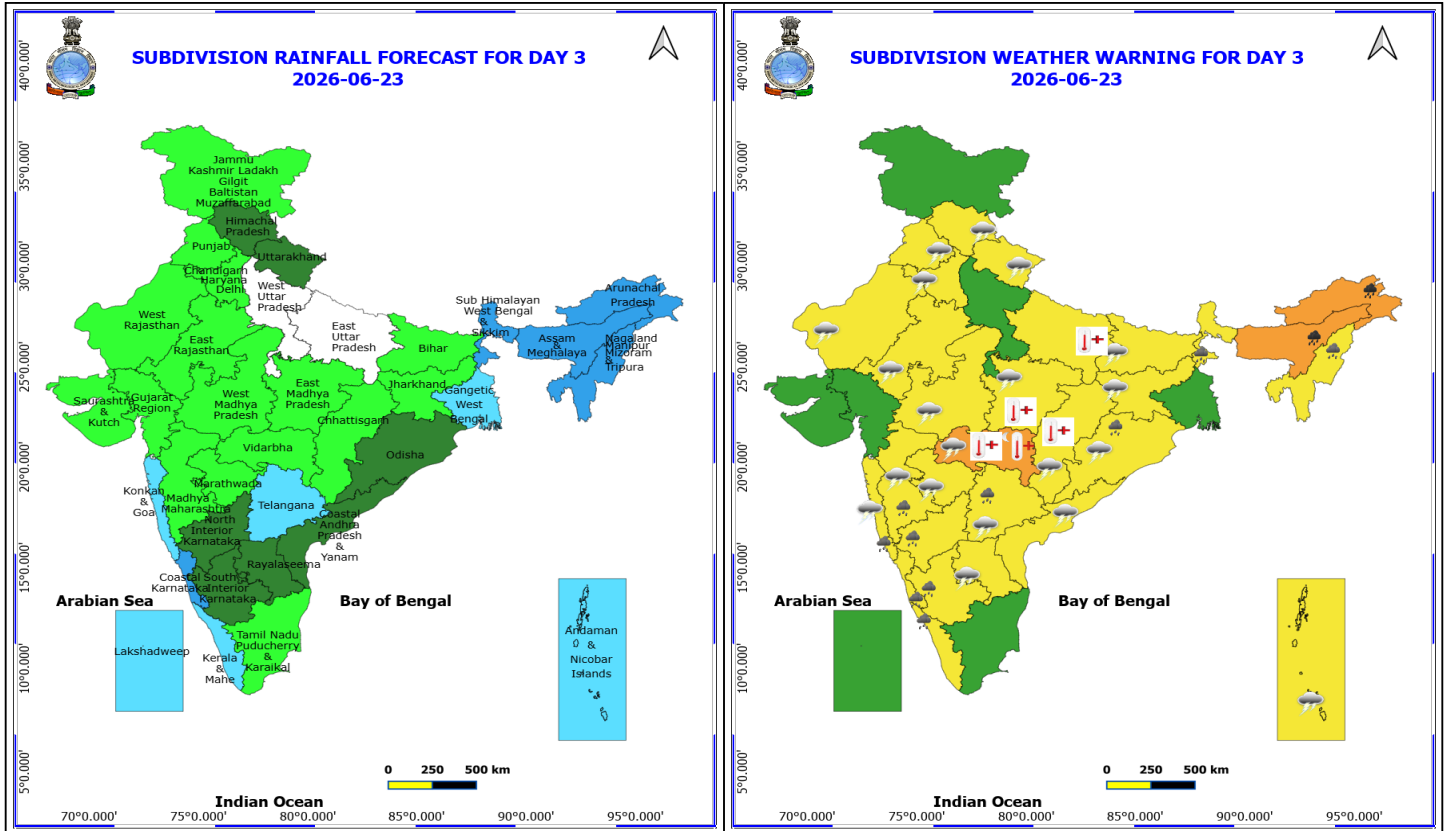 SUBDIVISION RAINFALL FORECAST FOR DAY 3
2026-06-23
40°0.000'
35°0.000'
30°0.000'
25°0.000'
20°0.000'
15°0.000'
10°0.000'
5°0.000'
Jammu
Kashmir Ladakh
Gilgit
Baltistan
Muzaffarabad
Himachal
Pradesh
Punjab
Uttarakhand
Chandigarh
Haryana
Delhi
West
Uttar
Pradesh
West
Rajasthan
East
Rajasthan
East
Uttar
Pradesh
Sub Himalayan
West Bengal
&
Sikkim
Arunachal
Pradesh
Assam
&
Meghalaya
Nagaland
Manipur
Mizoram
&
Tripura
Bihar
Jharkhand
Gangetic
West
Bengal
Saurashtra
&
Kutch
Gujarat
Region
West
Madhya
Pradesh
East
Madhya
Pradesh
Chhattisgarh
Vidarbha
Odisha
Konkan
&
Goa
Madhya
Maharashtra
Marathwada
Telangana
North
Interior
Karnataka
Coastal
Andhra
Pradesh
&
Yanam
Rayalaseema
Coastal
Karnataka
South
Interior
Karnataka
Arabian Sea
Bay of Bengal
Lakshadweep
Kerala
&
Mahe
Tamil Nadu
Puducherry
&
Karaikal
Andaman
&
Nicobar
Islands
0 250 500 km
Indian Ocean
70°0.000' 75°0.000' 80°0.000' 85°0.000' 90°0.000' 95°0.000'
SUBDIVISION WEATHER WARNING FOR DAY 3
2026-06-23
40°0.000'
35°0.000'
30°0.000'
25°0.000'
20°0.000'
15°0.000'
10°0.000'
5°0.000'
Arabian Sea
Bay of Bengal
0 250 500 km
Indian Ocean
70°0.000' 75°0.000' 80°0.000' 85°0.000' 90°0.000' 95°0.000'